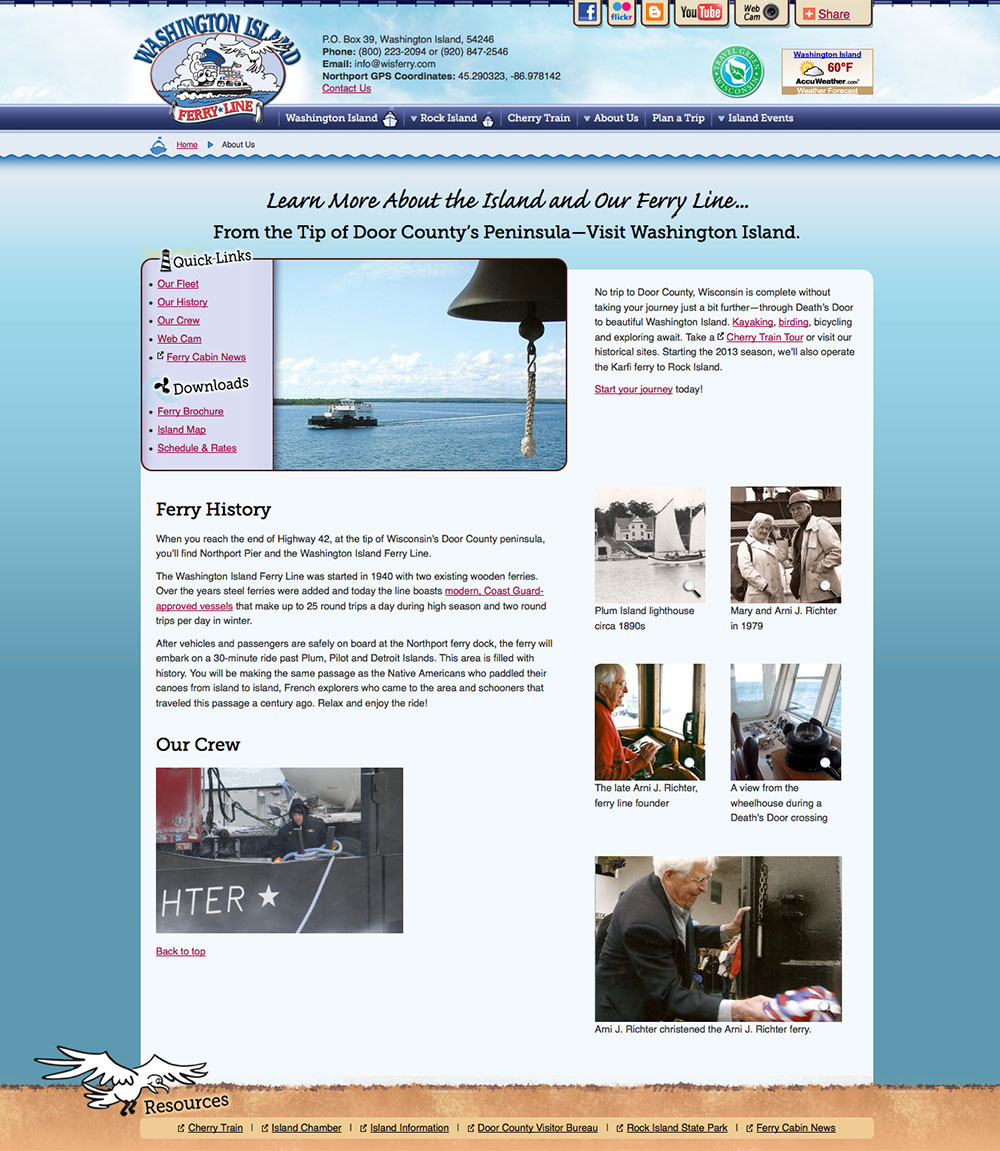 flickr
You Tube
Web
Cam
Share
WASHINGTON ISLAND
FERRY LINE
P.O. Box 39, Washington Island, 54246
Phone: (800) 223-2094 or (920) 847-2546
Email: info@wisferry.com
Northport GPS Coordinates: 45.290323, -86.978142
Contact Us
TRAVEL GREEN WISCONSIN
Washington Island
60°F
AccuWeather.com
Weather Forecast
Washington Island
Rock Island
Cherry Train
About Us
Plan a Trip
Island Events
Home
About Us
Learn More About the Island and Our Ferry Line...
From the Tip of Door County's Peninsula—Visit Washington Island.
Quick Links
Our Fleet
Our History
Our Crew
Web Cam
Ferry Cabin News
Downloads
Ferry Brochure
Island Map
Schedule & Rates
No trip to Door County, Wisconsin is complete without
taking your journey just a bit further—through Death's Door
to beautiful Washington Island. Kayaking, birding, bicycling
and exploring await. Take a Cherry Train Tour or visit our
historical sites. Starting the 2013 season, we'll also operate
the Karfi ferry to Rock Island.
Start your journey today!
Ferry History
When you reach the end of Highway 42, at the tip of Wisconsin's Door County peninsula,
you'll find Northport Pier and the Washington Island Ferry Line.
The Washington Island Ferry Line was started in 1940 with two existing wooden ferries.
Over the years steel ferries were added and today the line boasts modern, Coast Guard-
approved vessels that make up to 25 round trips a day during high season and two round
trips per day in winter.
After vehicles and passengers are safely on board at the Northport ferry dock, the ferry will
embark on a 30-minute ride past Plum, Pilot and Detroit Islands. This area is filled with
history. You will be making the same passage as the Native Americans who paddled their
canoes from island to island, French explorers who came to the area and schooners that
traveled this passage a century ago. Relax and enjoy the ride!
Our Crew
HTER
Back to top
Plum Island lighthouse
circa 1890s
Mary and Arni J. Richter
in 1979
The late Arni J. Richter,
ferry line founder
A view from the
wheelhouse during a
Death's Door crossing
Arni J. Richter christened the Arni J. Richter ferry.
Resources
Cherry Train | Island Chamber | Island Information | Door County Visitor Bureau | Rock Island State Park | Ferry Cabin News